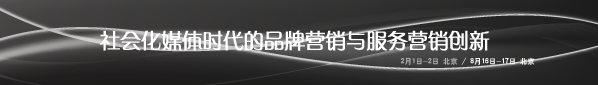 社会化媒体时代的品牌营销与服务营销创新
2月1日-2日 北京 / 8月16日-17日 北京